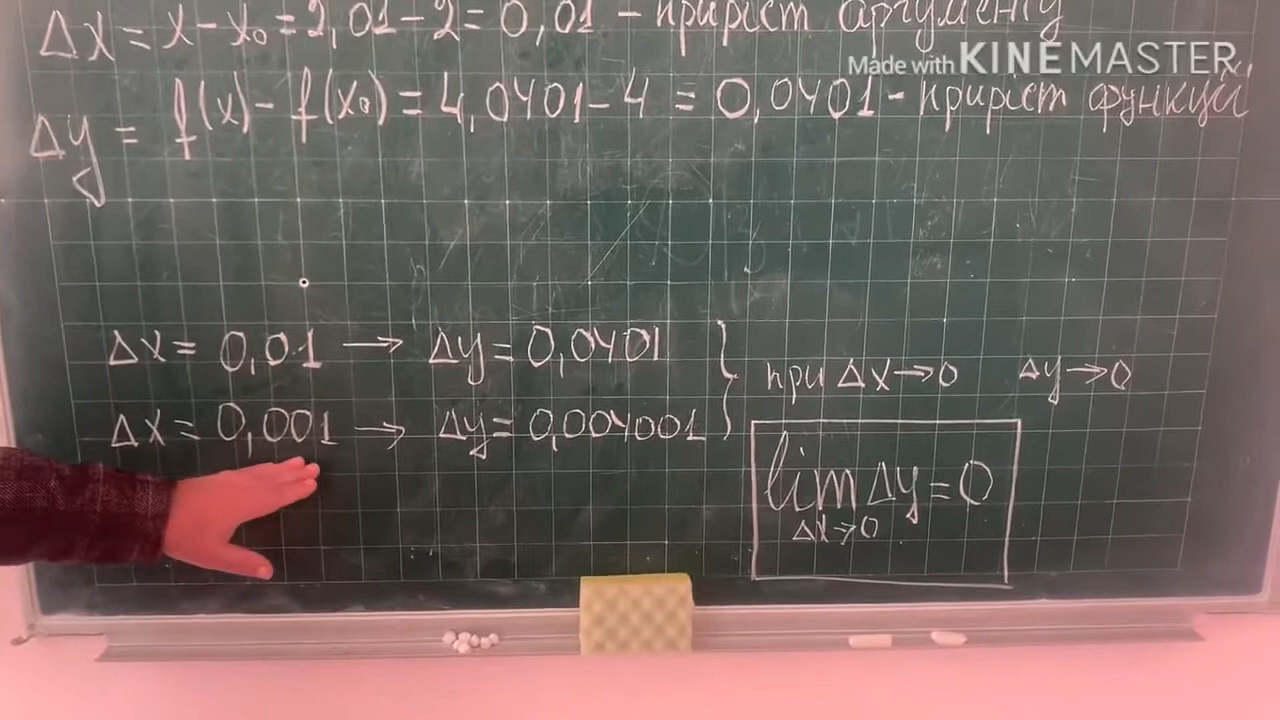 Δx = x - x₀ = 2,01 - 2 = 0,01 - приріст аргументу
Made with KINEMASTER
Δy = f(x) - f(x₀) = 4,0401 - 4 = 0,0401 - приріст функції
Δx = 0,01 → Δy = 0,0401
Δx = 0,001 → Δy = 0,004001
} при Δx → 0 Δy → 0
lim Δy = 0
Δx → 0